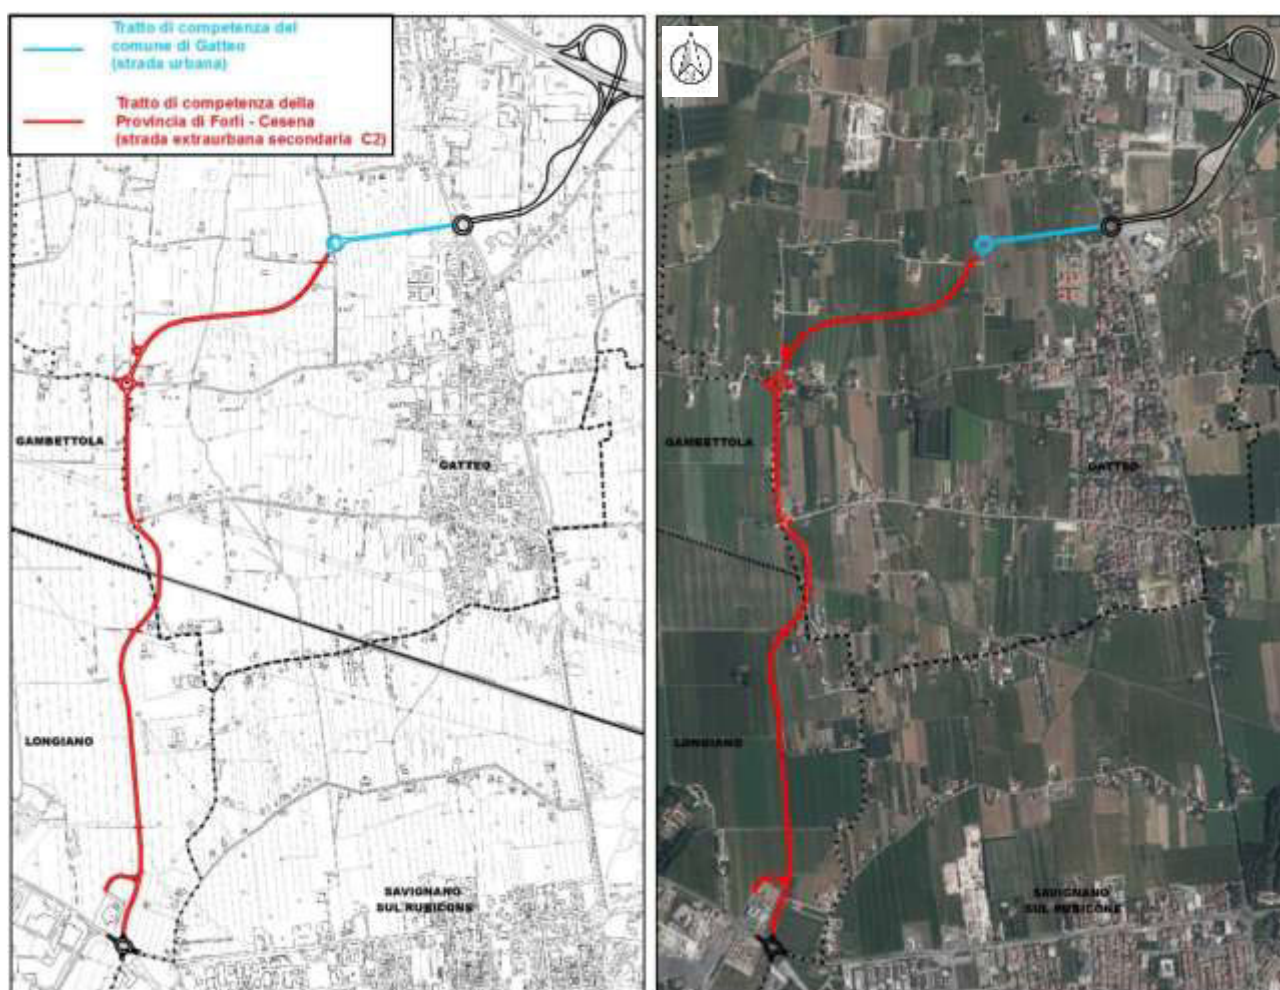 Tratto di competenza del
comune di Gatteo
(strada urbana)
Tratto di competenza della
Provincia di Forlì - Cesena
(strada extraurbana secondaria C2)
GAMBETTOLA
GATTEO
LONGIANO
SAVIGNANO
SUL RUBICONE
GAMBETTOLA
GATTEO
LONGIANO
SAVIGNANO
SUL RUBICONE